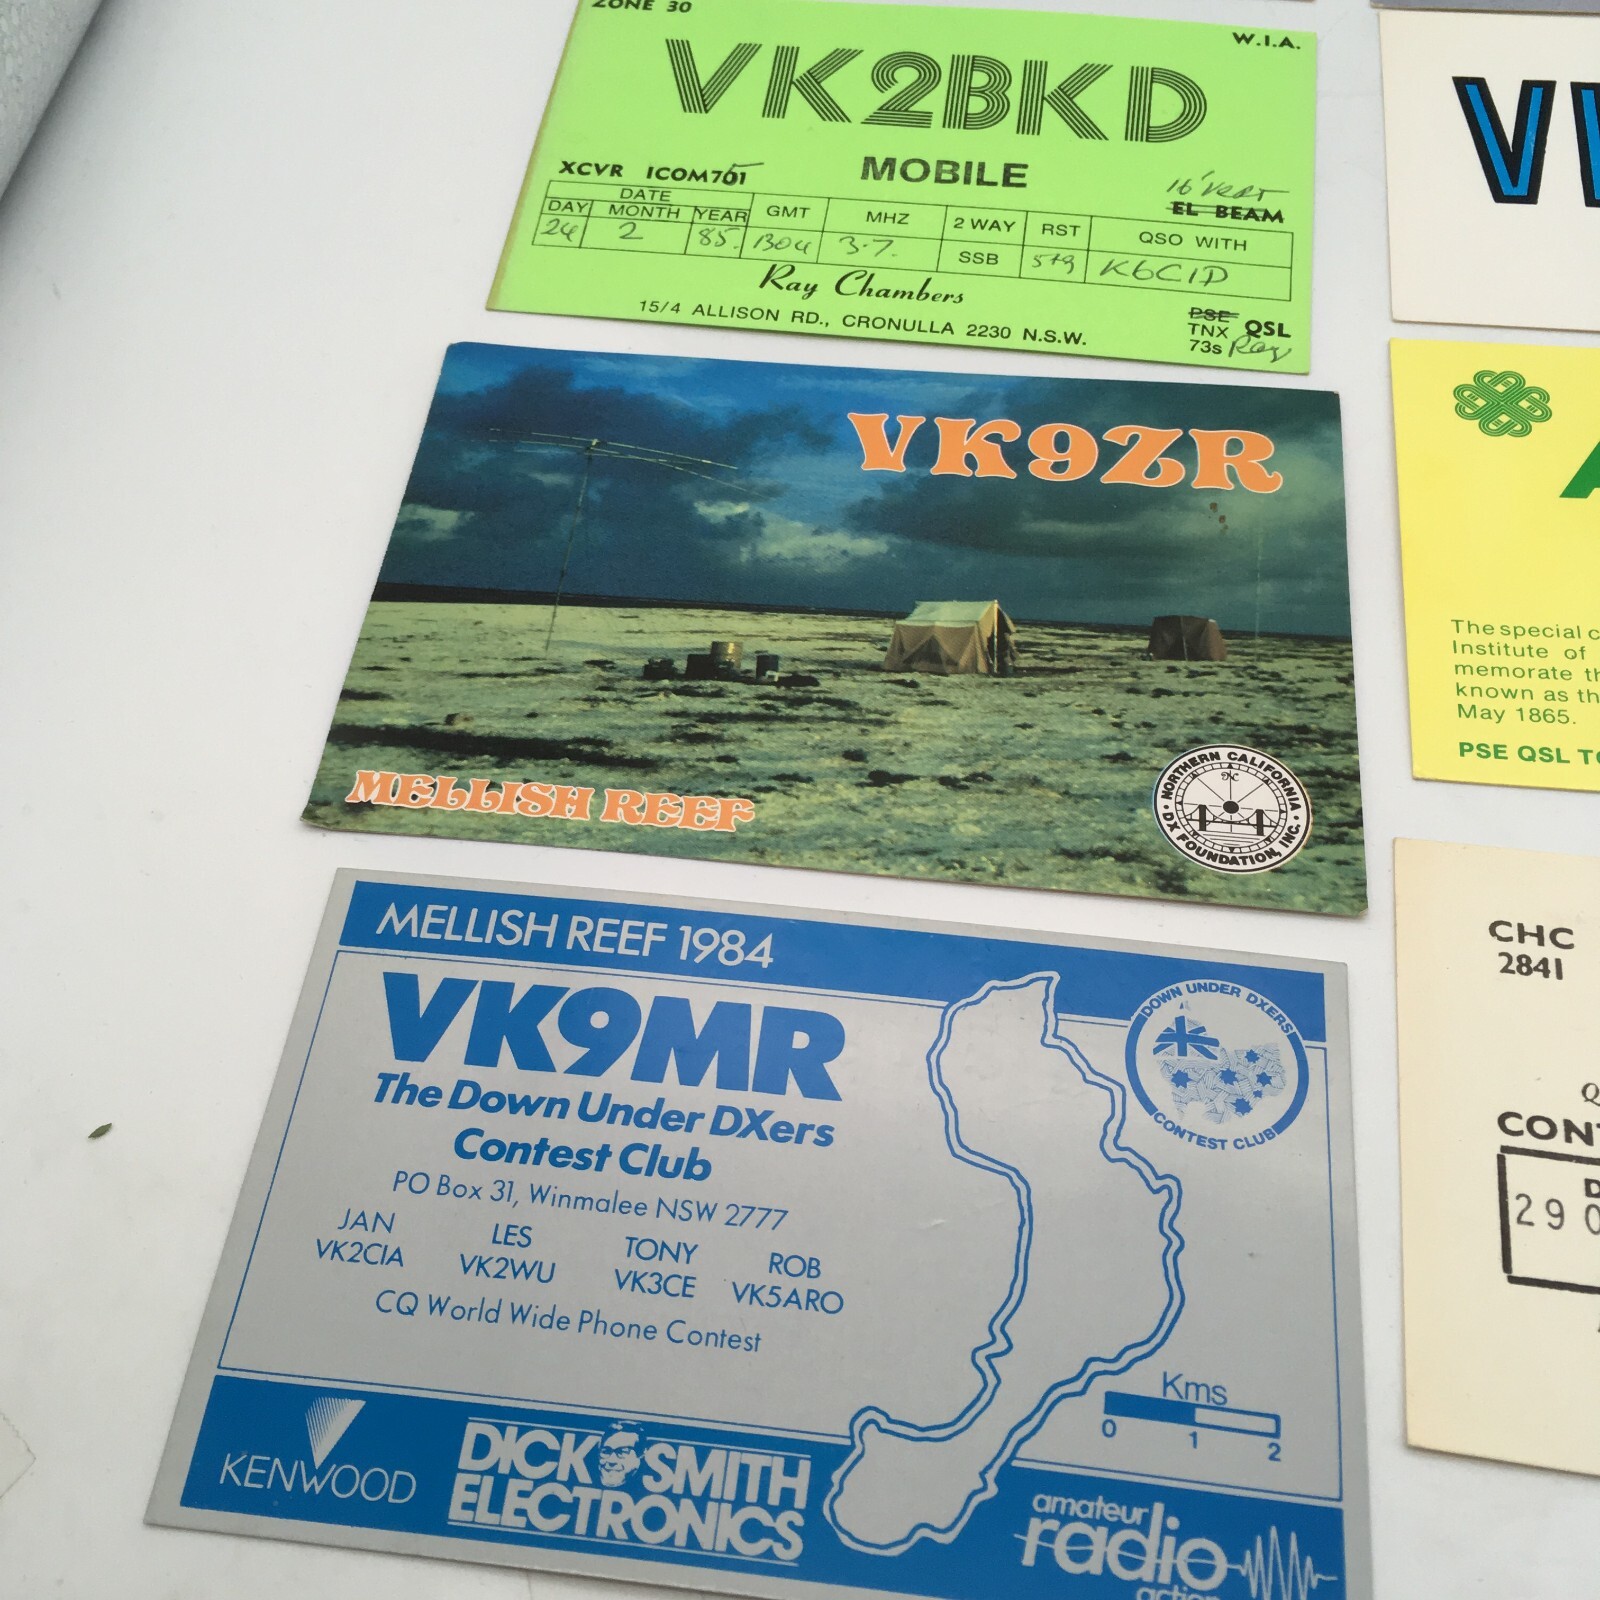 ZONE 30
W.I.A.
VK2BKD
MOBILE
XCVR ICOM701
16' Vert
EL BEAM
DATE
DAY MONTH YEAR GMT MHZ 2 WAY RST QSO WITH
24 2 85. 1304 3.7. SSB 5+9 K6CID
Ray Chambers
15/4 ALLISON RD., CRONULLA 2230 N.S.W.
PSE
TNX QSL
73s Ray
VK9ZR
MELLISH REEF
NORTHERN CALIFORNIA
DX FOUNDATION, INC.
MELLISH REEF 1984
VK9MR
The Down Under DXers
Contest Club
PO Box 31, Winmalee NSW 2777
JAN LES TONY ROB
VK2CIA VK2WU VK3CE VK5ARO
CQ World Wide Phone Contest
DOWN UNDER DXERS
CONTEST CLUB
Kms
0 1 2
KENWOOD
DICK SMITH
ELECTRONICS
amateur
radio
action
V
The special c
Institute of
memorate th
known as th
May 1865.
PSE QSL TO
CHC
2841
CONT
29 O